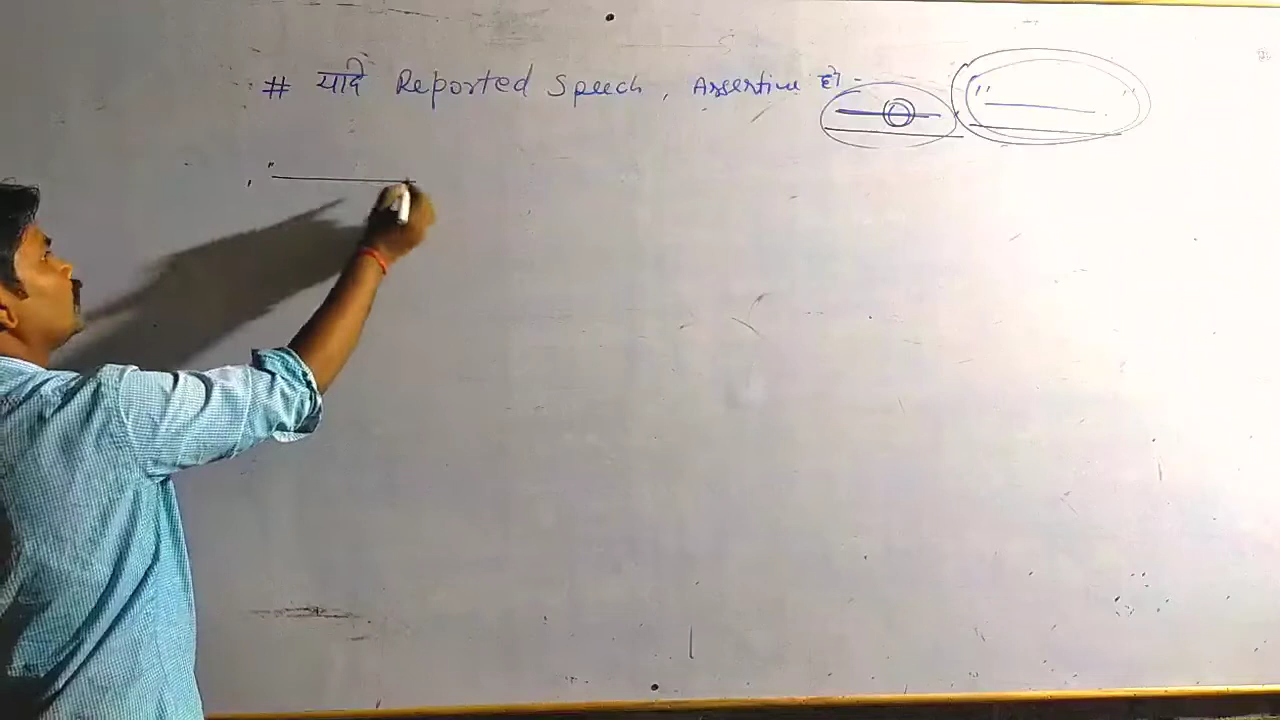 # यदि Reported Speech, Assertive हो -
" "
, "